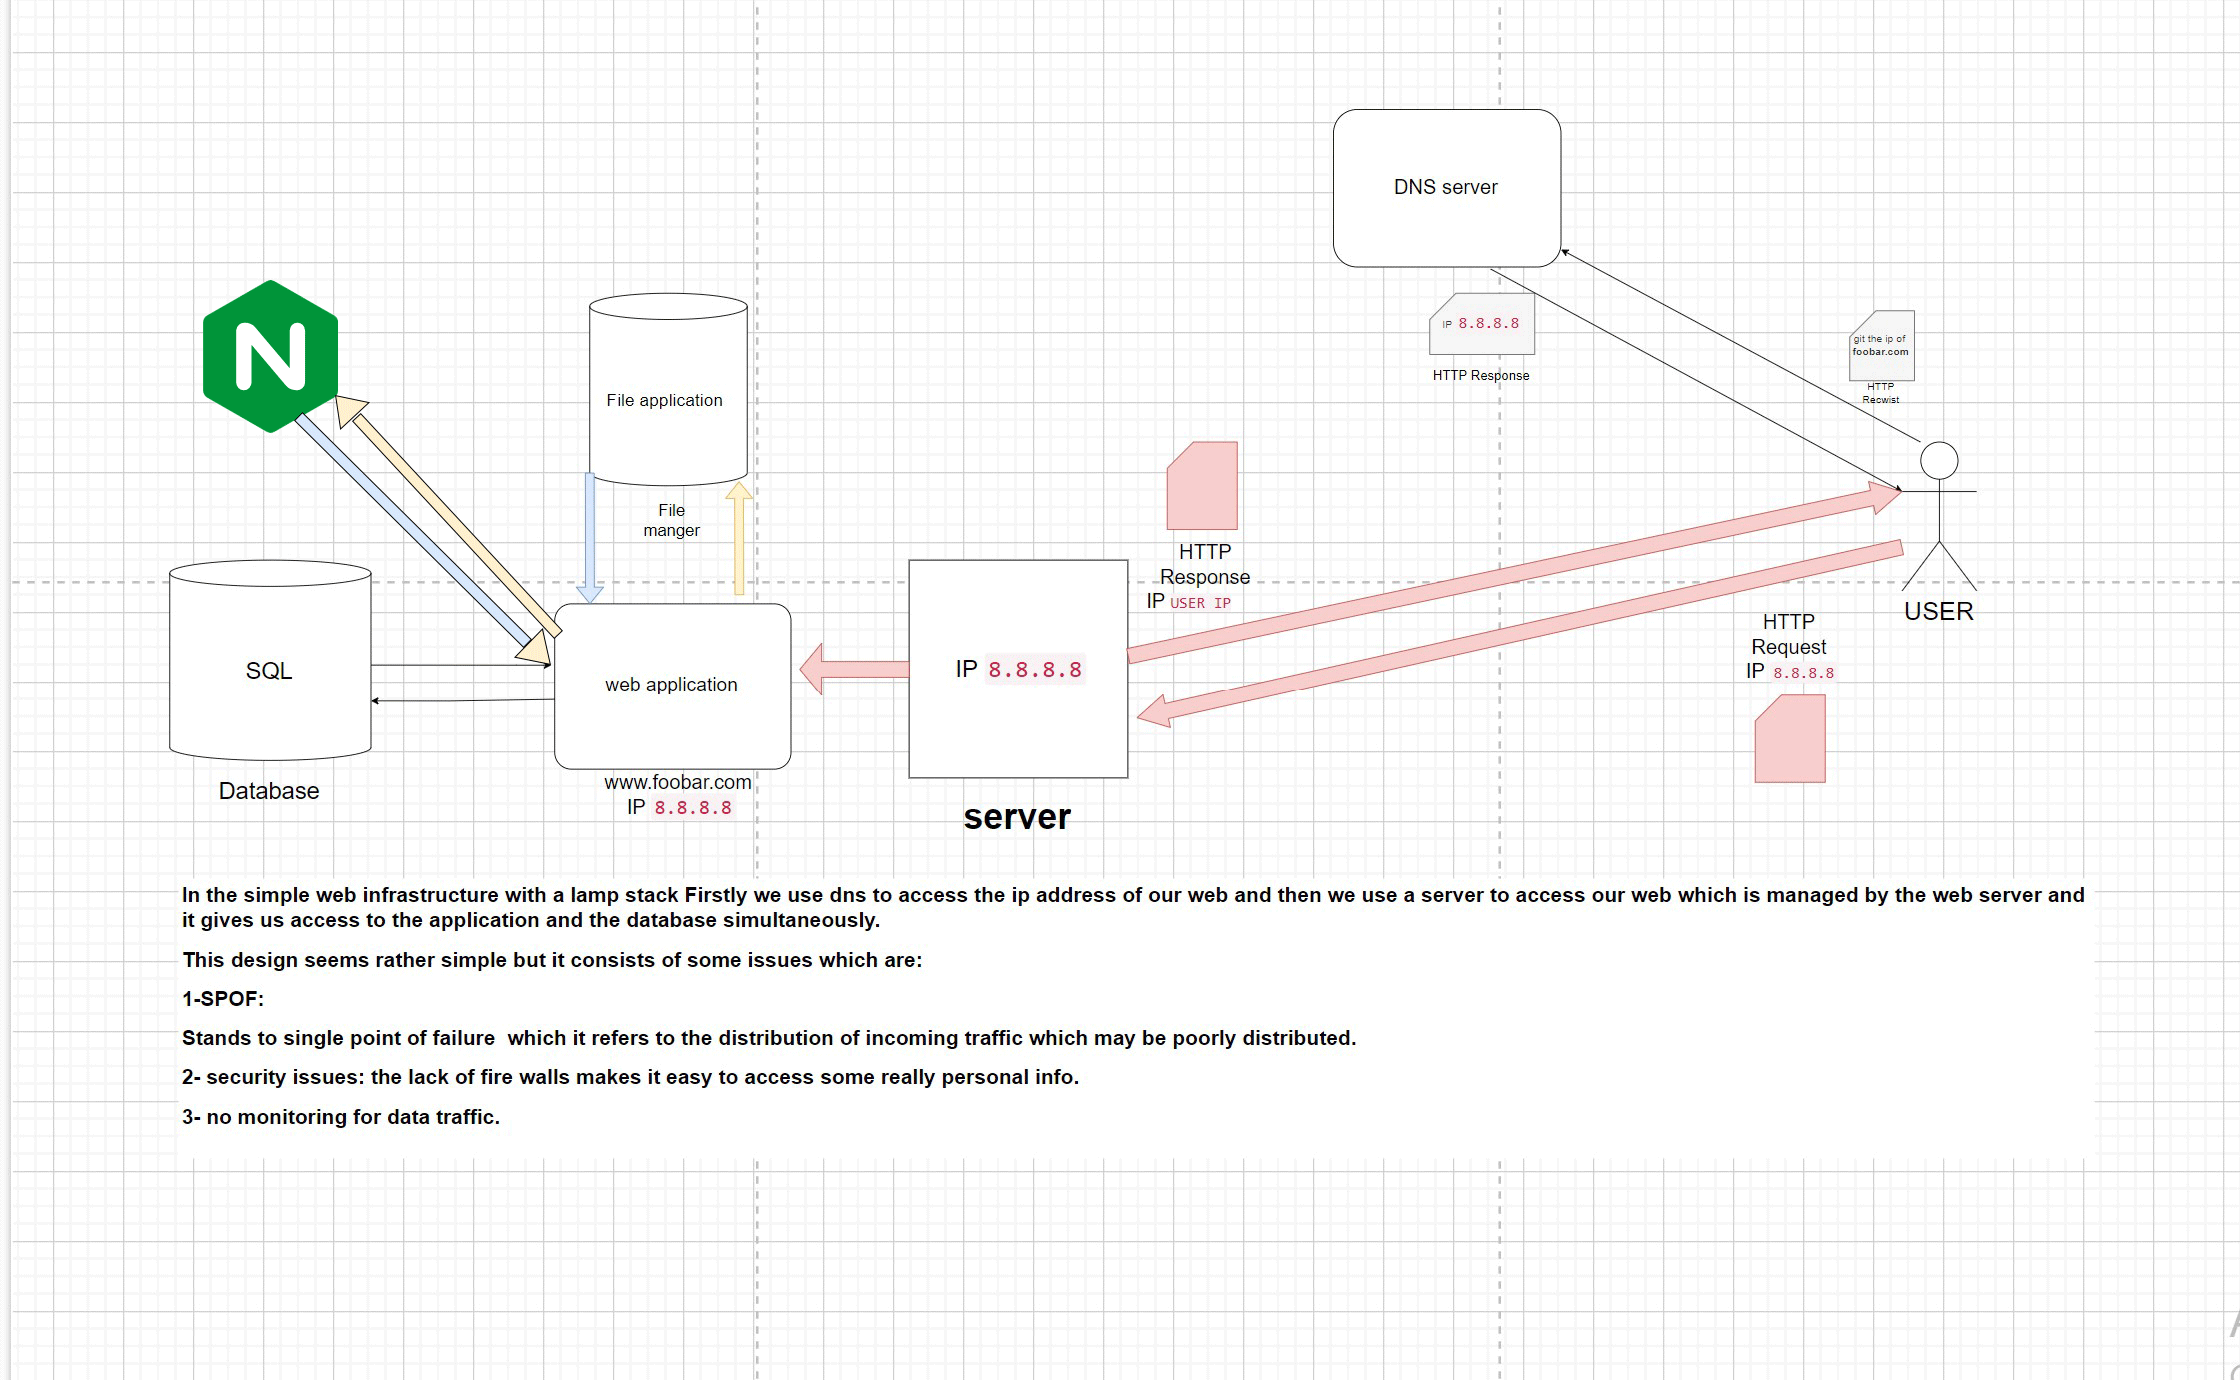 DNS server
IP 8.8.8.8
HTTP Response
git the ip of
foobar.com
HTTP
Recwist
N
File application
File
manger
HTTP
Response
IP USER IP
USER
HTTP
Request
IP 8.8.8.8
SQL
Database
web application
www.foobar.com
IP 8.8.8.8
IP 8.8.8.8
server
In the simple web infrastructure with a lamp stack Firstly we use dns to access the ip address of our web and then we use a server to access our web which is managed by the web server and
it gives us access to the application and the database simultaneously.
This design seems rather simple but it consists of some issues which are:
1-SPOF:
Stands to single point of failure  which it refers to the distribution of incoming traffic which may be poorly distributed.
2- security issues: the lack of fire walls makes it easy to access some really personal info.
3- no monitoring for data traffic.